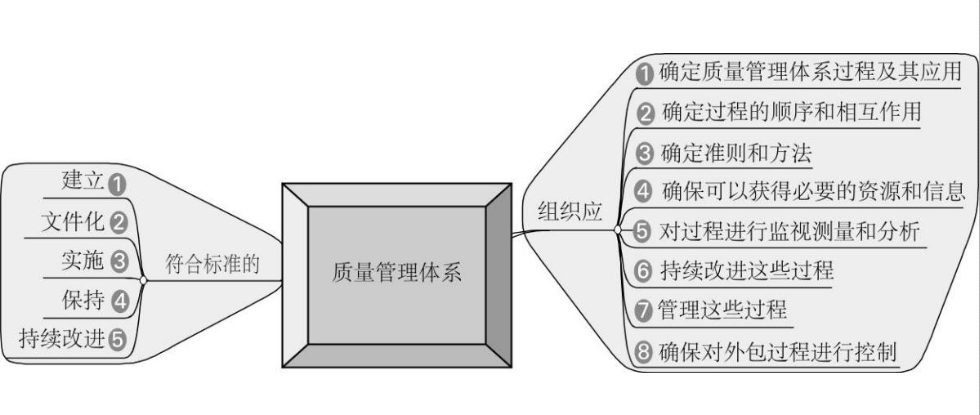 质量管理体系
符合标准的
建立 1
文件化 2
实施 3
保持 4
持续改进 5
组织应
1 确定质量管理体系过程及其应用
2 确定过程的顺序和相互作用
3 确定准则和方法
4 确保可以获得必要的资源和信息
5 对过程进行监视测量和分析
6 持续改进这些过程
7 管理这些过程
8 确保对外包过程进行控制